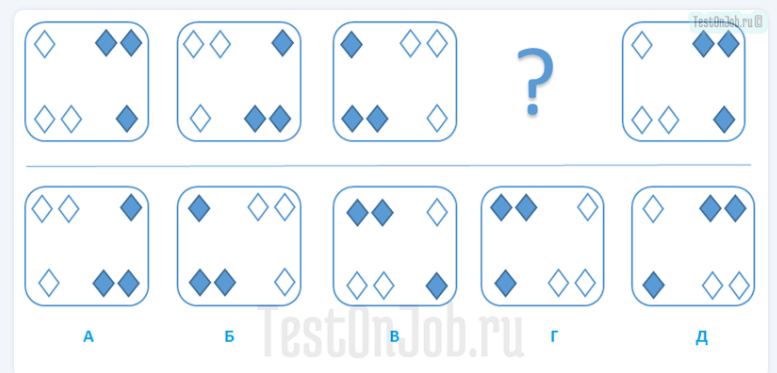 TestOnJob.ru ©
?
А Б В Г Д
TestOnJob.ru